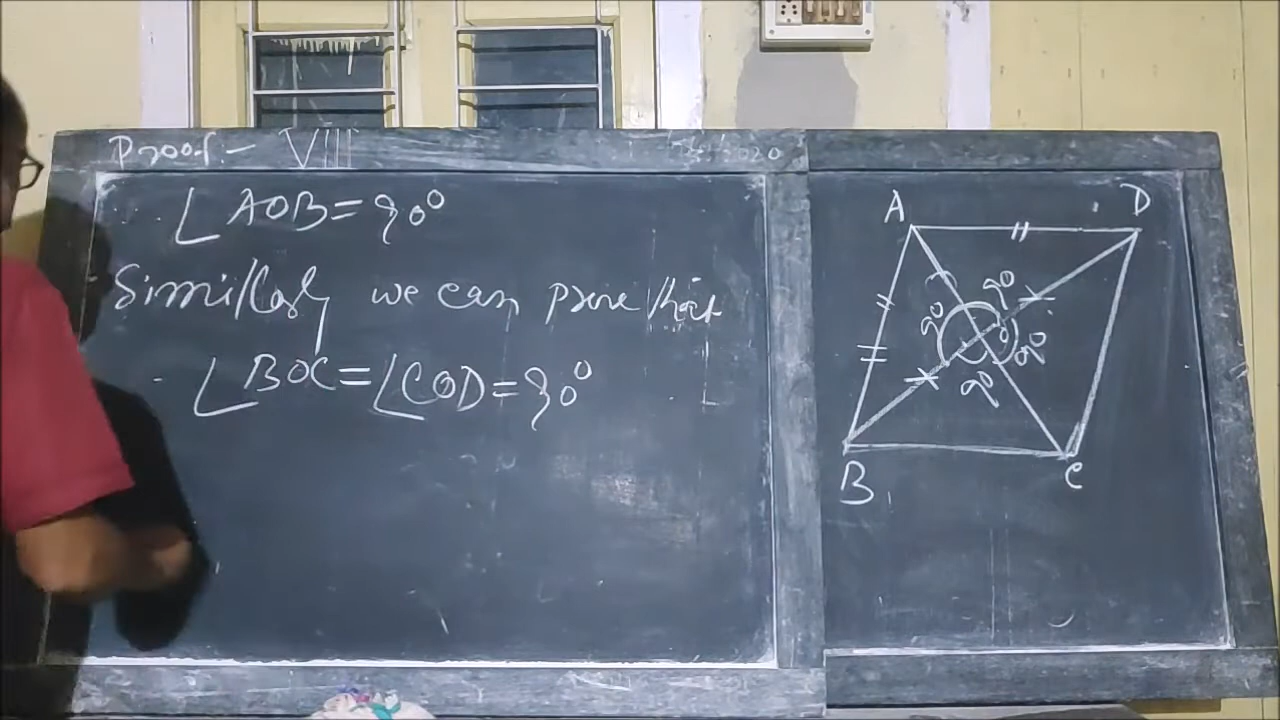 Proof:- VIII
∠AOB=90°
Similarly we can prove that
∠BOC=∠COD=90°
A
D
90°
90°
O
90°
90°
B
C